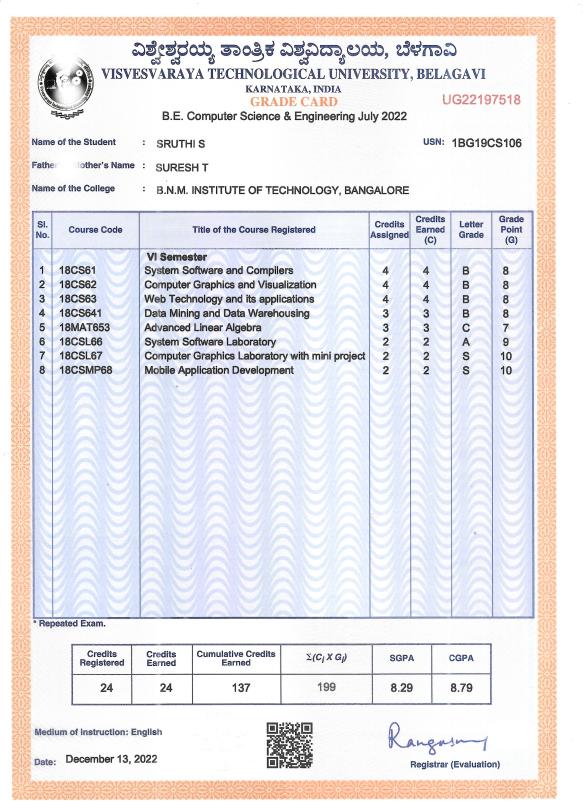 ವಿಶ್ವೇಶ್ವರಯ್ಯ ತಾಂತ್ರಿಕ ವಿಶ್ವವಿದ್ಯಾಲಯ, ಬೆಳಗಾವಿ
VISVESVARAYA TECHNOLOGICAL UNIVERSITY, BELAGAVI
KARNATAKA, INDIA
GRADE CARD
UG22197518
B.E. Computer Science & Engineering July 2022
Name of the Student : SRUTHI S USN: 1BG19CS106
Father other's Name : SURESH T
Name of the College : B.N.M. INSTITUTE OF TECHNOLOGY, BANGALORE
Sl. No. Course Code Title of the Course Registered Credits Assigned Credits Earned (C) Letter Grade Grade Point (G)
VI Semester
1 18CS61 System Software and Compilers 4 4 B 8
2 18CS62 Computer Graphics and Visualization 4 4 B 8
3 18CS63 Web Technology and its applications 4 4 B 8
4 18CS641 Data Mining and Data Warehousing 3 3 B 8
5 18MAT653 Advanced Linear Algebra 3 3 C 7
6 18CSL66 System Software Laboratory 2 2 A 9
7 18CSL67 Computer Graphics Laboratory with mini project 2 2 S 10
8 18CSMP68 Mobile Application Development 2 2 S 10
* Repeated Exam.
Credits Registered Credits Earned Cumulative Credits Earned Σ(Ci X Gi) SGPA CGPA
24 24 137 199 8.29 8.79
Medium of Instruction: English
Date: December 13, 2022
Registrar (Evaluation)